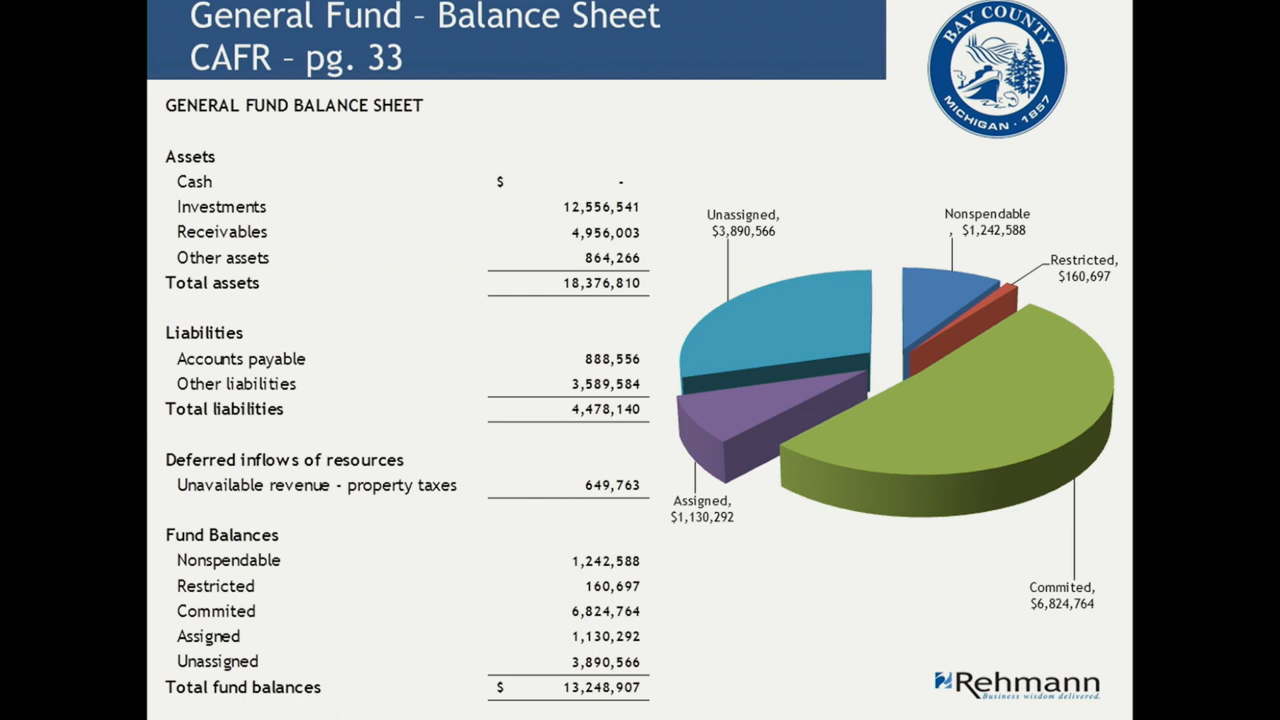 General Fund – Balance Sheet
CAFR – pg. 33
BAY COUNTY
MICHIGAN · 1857
GENERAL FUND BALANCE SHEET
Assets
Cash $ -
Investments 12,556,541
Receivables 4,956,003
Other assets 864,266
Total assets 18,376,810
Liabilities
Accounts payable 888,556
Other liabilities 3,589,584
Total liabilities 4,478,140
Deferred inflows of resources
Unavailable revenue - property taxes 649,763
Fund Balances
Nonspendable 1,242,588
Restricted 160,697
Commited 6,824,764
Assigned 1,130,292
Unassigned 3,890,566
Total fund balances $ 13,248,907
Unassigned,
$3,890,566
Nonspendable
, $1,242,588
Restricted,
$160,697
Assigned,
$1,130,292
Commited,
$6,824,764
Rehmann
Business wisdom delivered.